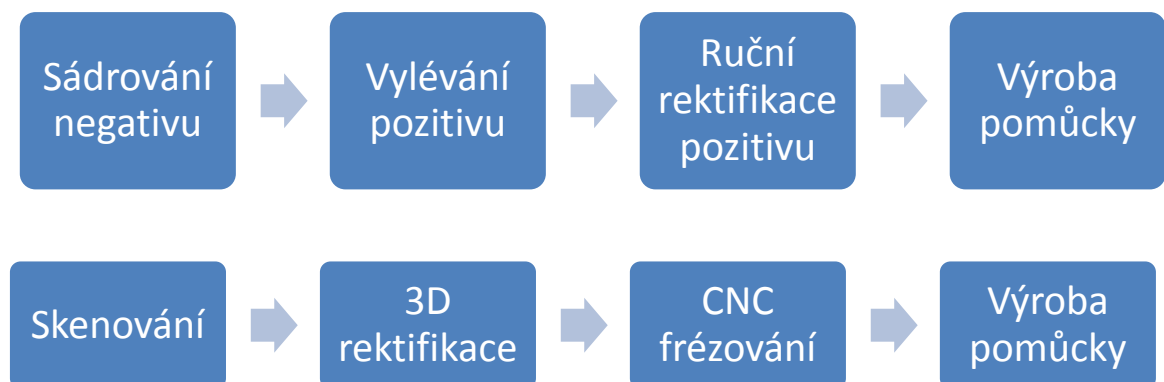 Sádrování
negativu
Vylévání
pozitivu
Ruční
rektifikace
pozitivu
Výroba
pomůcky
Skenování
3D
rektifikace
CNC
frézování
Výroba
pomůcky